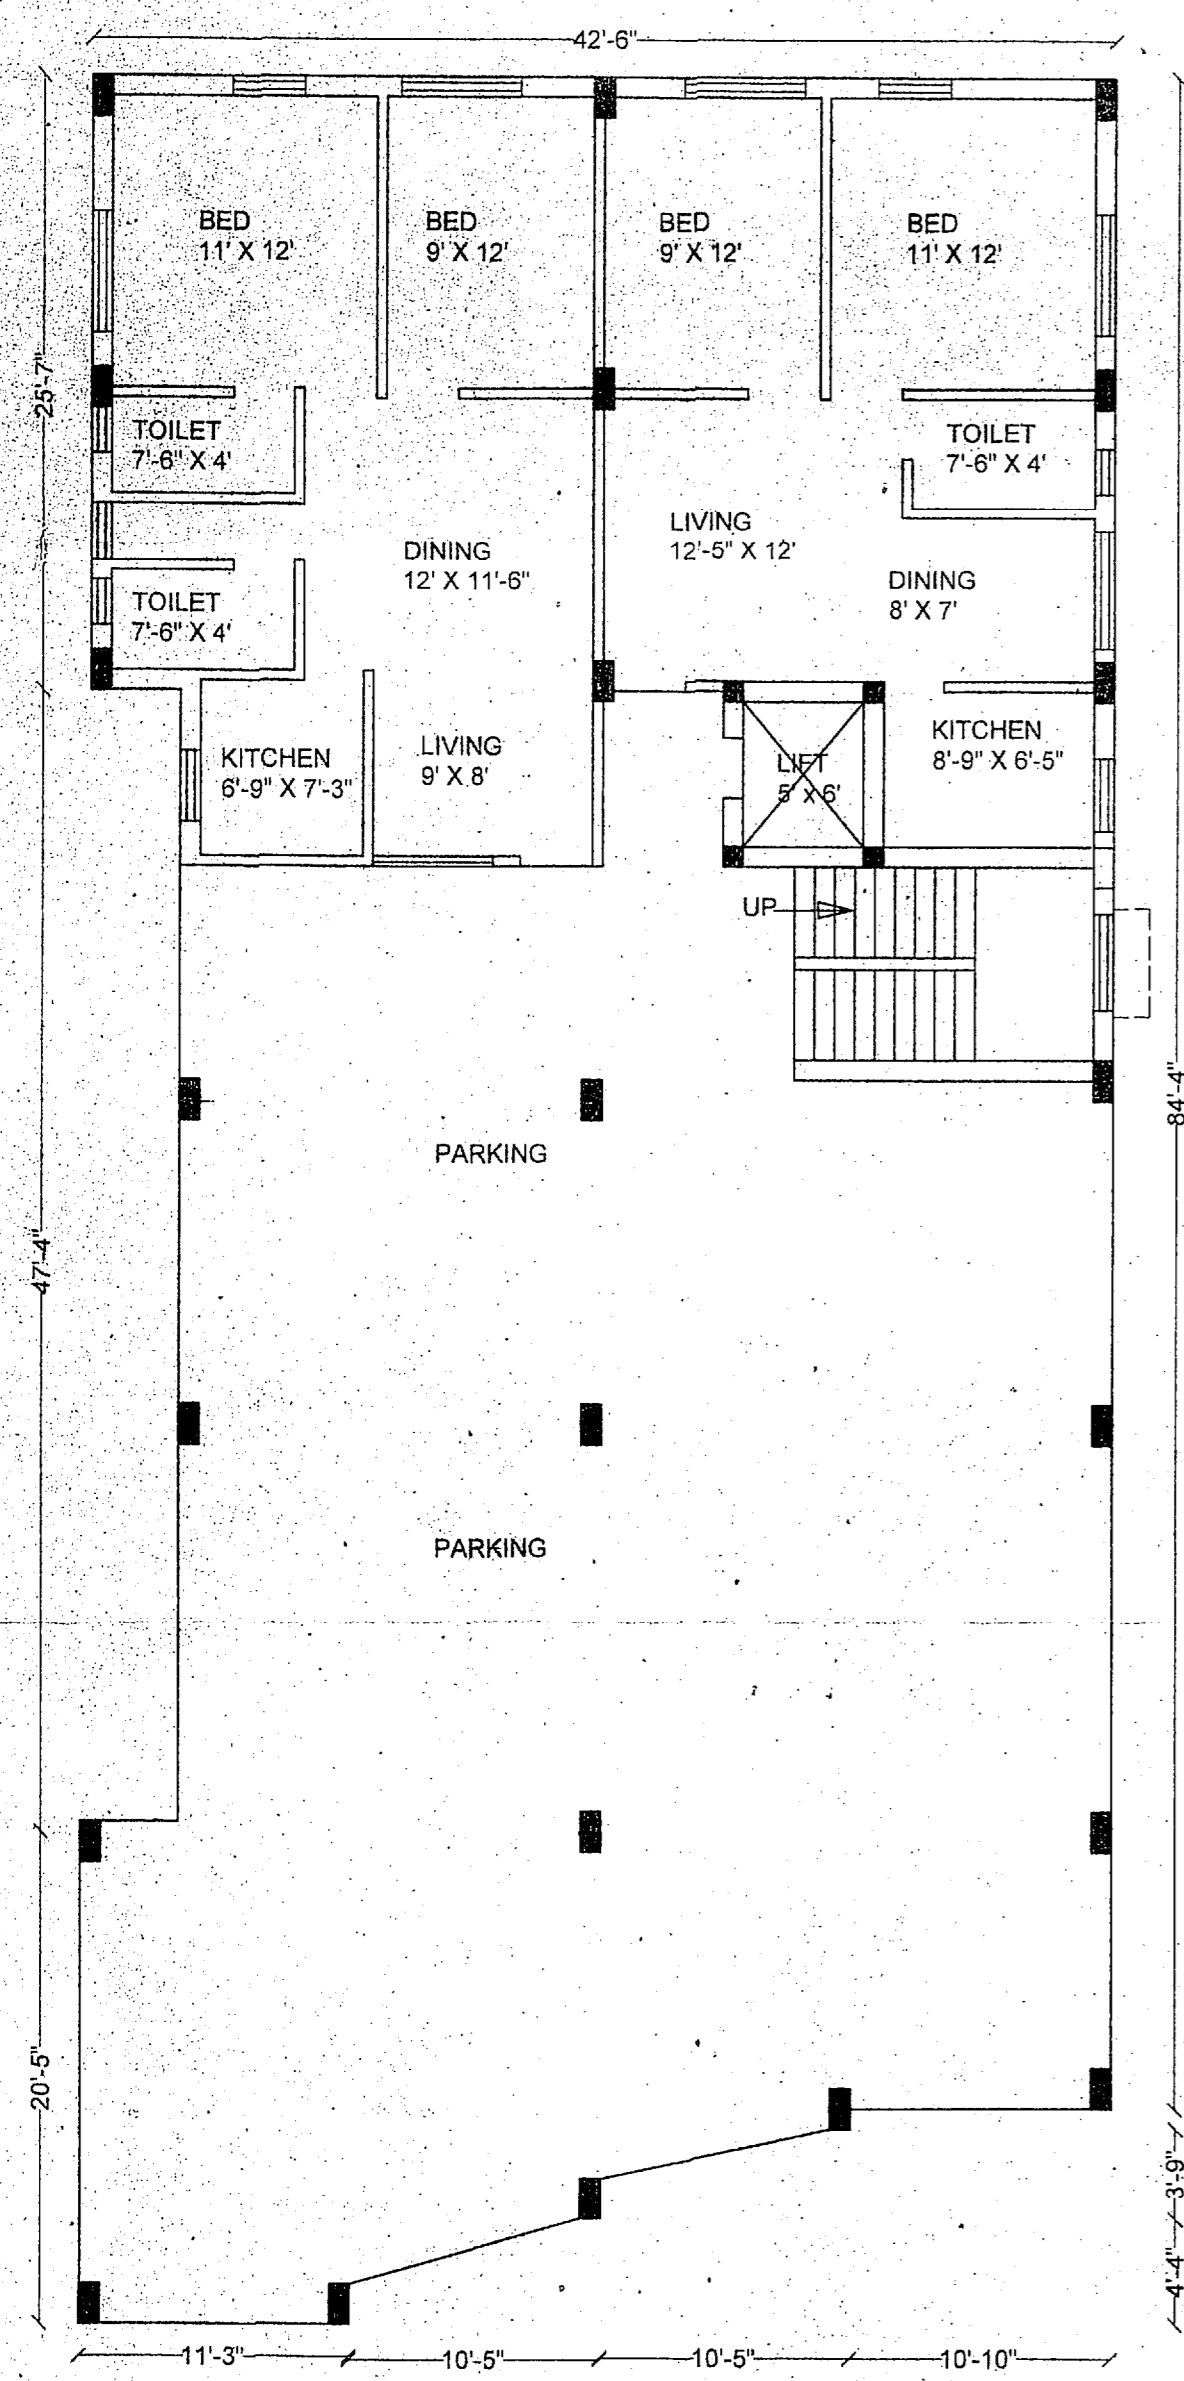 42'-6"
BED
11' X 12'
BED
9' X 12'
BED
9' X 12'
BED
11' X 12'
25'-7"
TOILET
7'-6" X 4'
TOILET
7'-6" X 4'
LIVING
12'-5" X 12'
DINING
12' X 11'-6"
DINING
8' X 7'
TOILET
7'-6" X 4'
KITCHEN
6'-9" X 7'-3"
LIVING
9' X 8'
LIFT
5' x 6'
KITCHEN
8'-9" X 6'-5"
UP
84'-4"
PARKING
47'-4"
PARKING
20'-5"
3'-9"
4'-4"
11'-3"
10'-5"
10'-5"
10'-10"